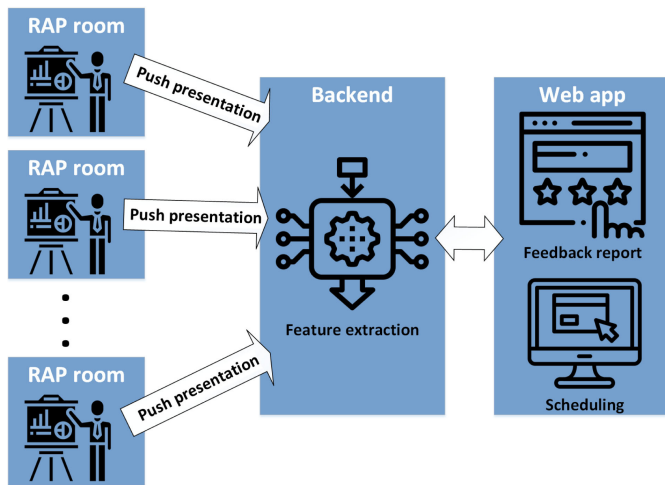 RAP room
Push presentation
RAP room
Push presentation
RAP room
Push presentation
Backend
Feature extraction
Web app
Feedback report
Scheduling